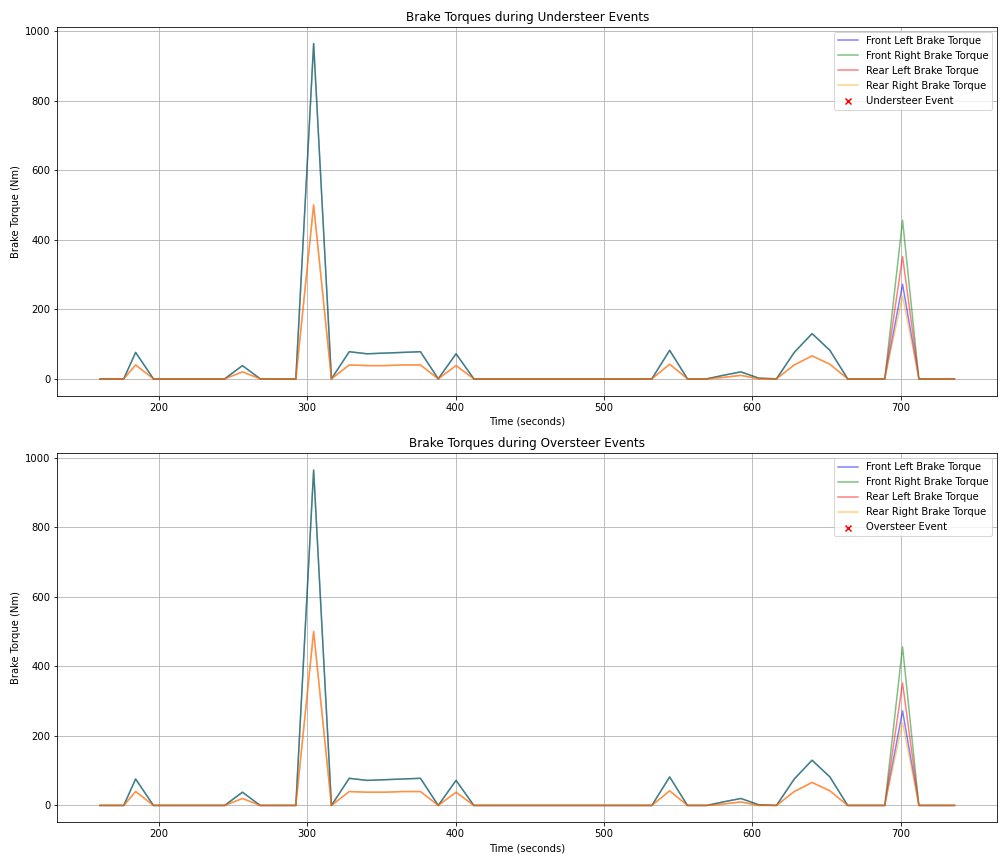 Brake Torques during Understeer Events
1000
800
600
400
200
0
Brake Torque (Nm)
Front Left Brake Torque
Front Right Brake Torque
Rear Left Brake Torque
Rear Right Brake Torque
Understeer Event
200 300 400 500 600 700
Time (seconds)
Brake Torques during Oversteer Events
1000
800
600
400
200
0
Brake Torque (Nm)
Front Left Brake Torque
Front Right Brake Torque
Rear Left Brake Torque
Rear Right Brake Torque
Oversteer Event
200 300 400 500 600 700
Time (seconds)